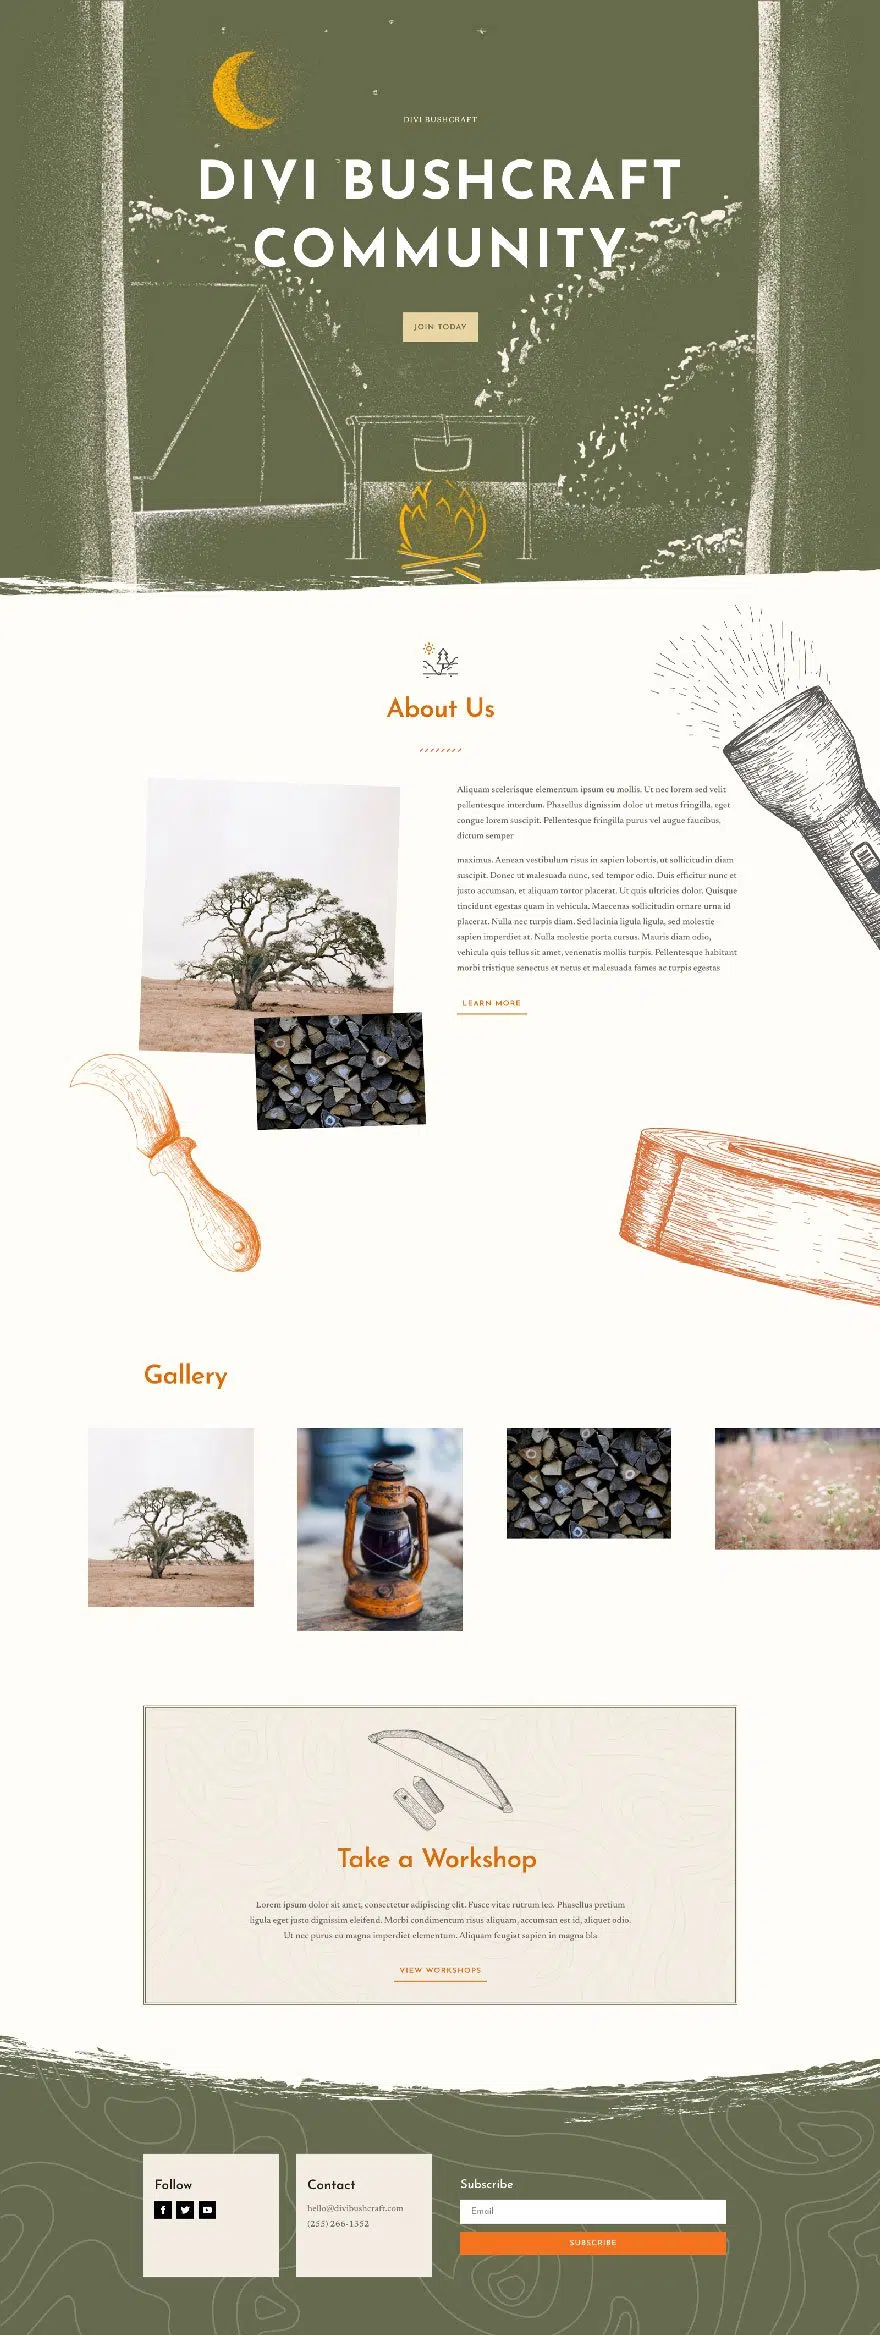 DIVI BUSHCRAFT
DIVI BUSHCRAFT
COMMUNITY
JOIN TODAY
About Us
Aliquam scelerisque elementum ipsum eu mollis. Ut nec lorem sed velit
pellentesque interdum. Phasellus dignissim dolor ut metus fringilla, eget
congue lorem suscipit. Pellentesque fringilla purus vel augue faucibus,
dictum semper
maximus. Aenean vestibulum risus in sapien lobortis, ut sollicitudin diam
suscipit. Donec ut malesuada nunc, sed tempor odio. Duis efficitur nunc et
justo accumsan, et aliquam tortor placerat. Ut quis ultricies dolor. Quisque
tincidunt egestas quam in vehicula. Maecenas sollicitudin ornare urna id
placerat. Nulla nec turpis diam. Sed lacinia ligula ligula, sed molestie
sapien imperdiet at. Nulla molestie porta cursus. Mauris diam odio,
vehicula quis tellus sit amet, venenatis mollis turpis. Pellentesque habitant
morbi tristique senectus et netus et malesuada fames ac turpis egestas
LEARN MORE
Gallery
Take a Workshop
Lorem ipsum dolor sit amet, consectetur adipiscing elit. Fusce vitae rutrum leo. Phasellus pretium
ligula eget justo dignissim eleifend. Morbi condimentum risus aliquam, accumsan est id, aliquet odio.
Ut nec purus eu magna imperdiet elementum. Aliquam feugiat sapien in magna bla
VIEW WORKSHOPS
Follow
Contact
hello@divibushcraft.com
(255) 266-1352
Subscribe
Email
SUBSCRIBE